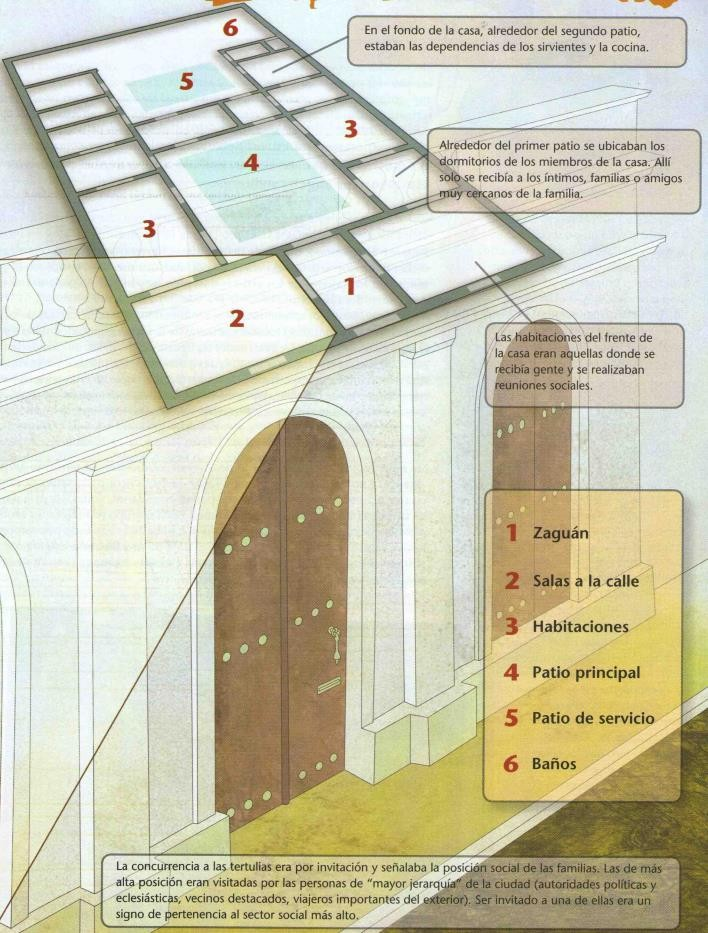 6
En el fondo de la casa, alrededor del segundo patio,
estaban las dependencias de los sirvientes y la cocina.
5
3
4
Alrededor del primer patio se ubicaban los
dormitorios de los miembros de la casa. Allí
solo se recibía a los íntimos, familias o amigos
muy cercanos de la familia.
3
1
2
Las habitaciones del frente de
la casa eran aquellas donde se
recibía gente y se realizaban
reuniones sociales.
1 Zaguán
2 Salas a la calle
3 Habitaciones
4 Patio principal
5 Patio de servicio
6 Baños
La concurrencia a las tertulias era por invitación y señalaba la posición social de las familias. Las de más
alta posición eran visitadas por las personas de “mayor jerarquía” de la ciudad (autoridades políticas y
eclesiásticas, vecinos destacados, viajeros importantes del exterior). Ser invitado a una de ellas era un
signo de pertenencia al sector social más alto.